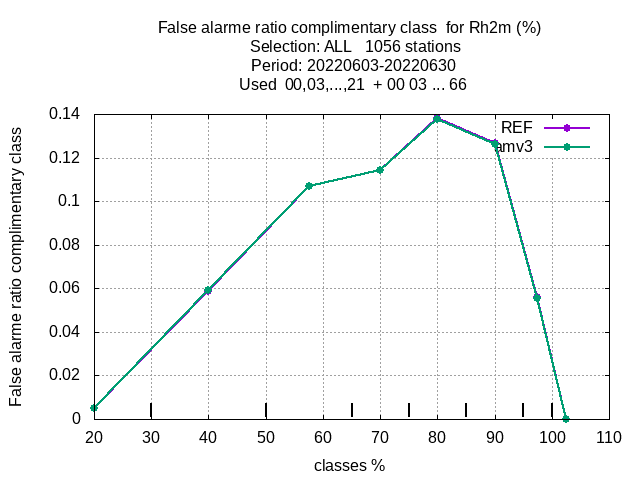 False alarme ratio complimentary class  for Rh2m (%)
Selection: ALL   1056 stations
Period: 20220603-20220630
Used  00,03,...,21  + 00 03 ... 66
False alarme ratio complimentary class
0.14
0.12
0.1
0.08
0.06
0.04
0.02
0
REF
amv3
20 30 40 50 60 70 80 90 100 110
classes %